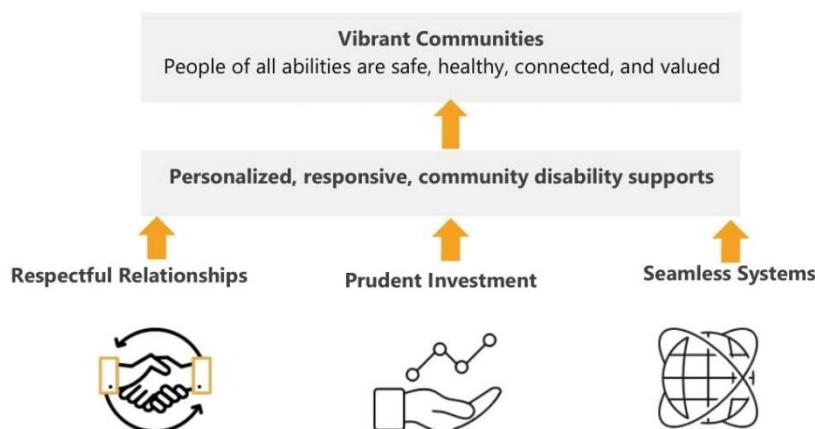 Vibrant Communities
People of all abilities are safe, healthy, connected, and valued
Personalized, responsive, community disability supports
Respectful Relationships
Prudent Investment
Seamless Systems